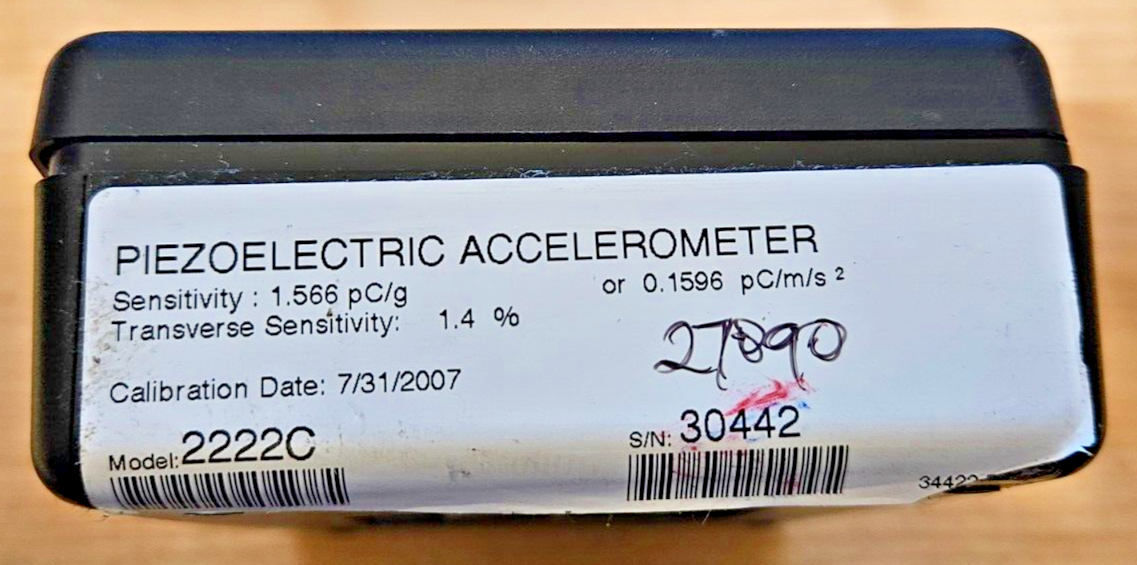 PIEZOELECTRIC ACCELEROMETER
Sensitivity : 1.566 pC/g or 0.1596 pC/m/s ²
Transverse Sensitivity: 1.4 %
27890
Calibration Date: 7/31/2007
Model: 2222C S/N: 30442